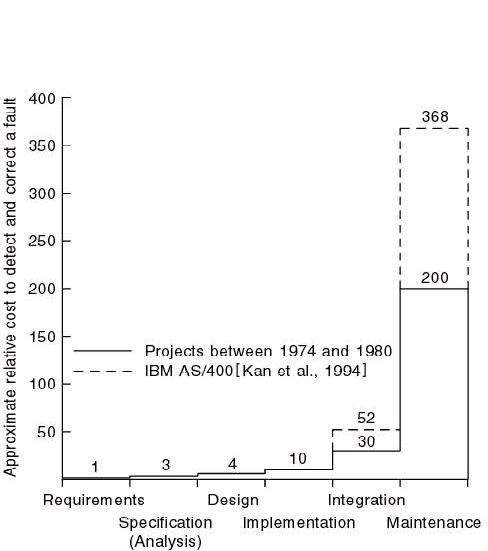 Approximate relative cost to detect and correct a fault
400
350
300
250
200
150
100
50
368
200
Projects between 1974 and 1980
IBM AS/400[Kan et al., 1994]
52
30
10
4
3
1
Requirements
Design
Integration
Specification
(Analysis)
Implementation
Maintenance